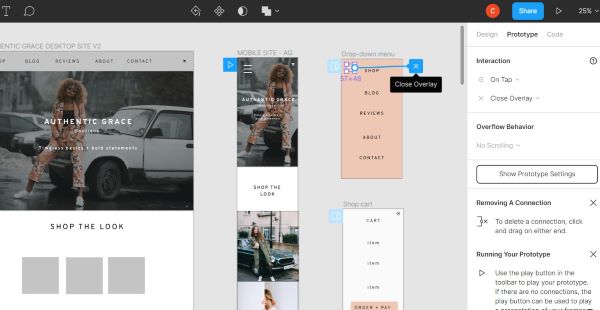 C
Share
25%
ENTIC GRACE DESKTOP SITE V2
MOBILE SITE - AG
Drop-down menu
Design
Prototype
Code
BLOG
REVIEWS
ABOUT
CONTACT
AUTHENTIC GRACE
Boutique
Timeless basics + bold statements
SHOP THE LOOK
AUTHENTIC GRACE
SHOP THE
LOOK
57 × 48
SHOP
BLOG
REVIEWS
ABOUT
CONTACT
Close Overlay
Shop cart
CART
item
item
item
ORDER + PAY
Interaction
On Tap
Close Overlay
Overflow Behavior
No Scrolling
Show Prototype Settings
Removing A Connection
To delete a connection, click
and drag on either end.
Running Your Prototype
Use the play button in the
toolbar to play your prototype.
If there are no connections, the
play button can be used to play